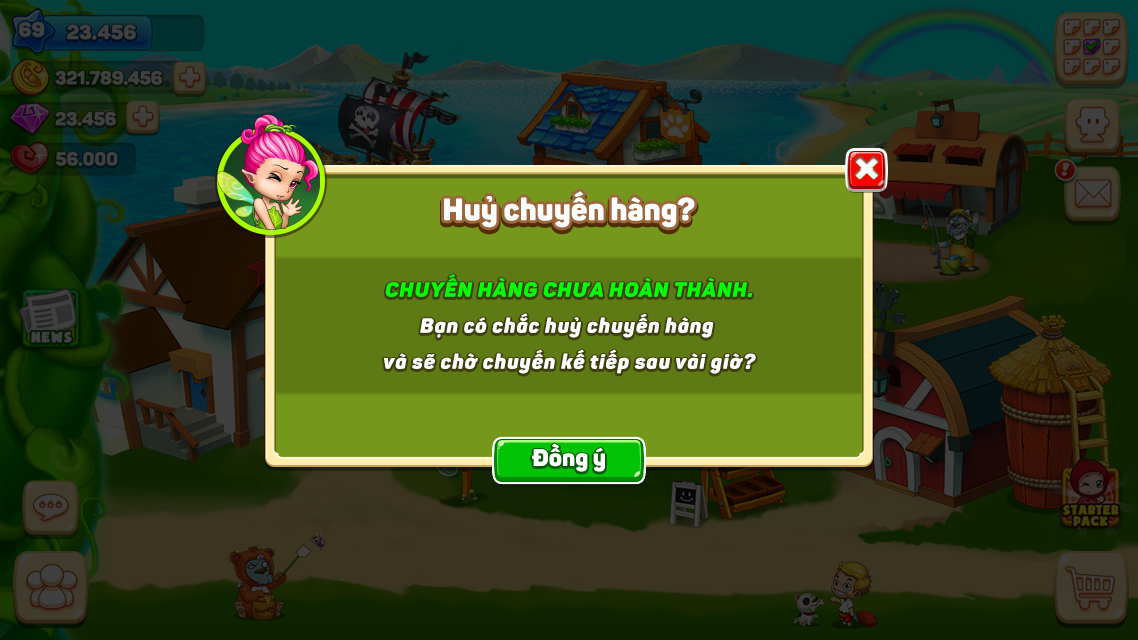 69
23.456
321.789.456
23.456
56.000
Huỷ chuyến hàng?
CHUYẾN HÀNG CHƯA HOÀN THÀNH.
Bạn có chắc huỷ chuyến hàng
và sẽ chờ chuyến kế tiếp sau vài giờ?
Đồng ý
NEWS
STARTER
PACK